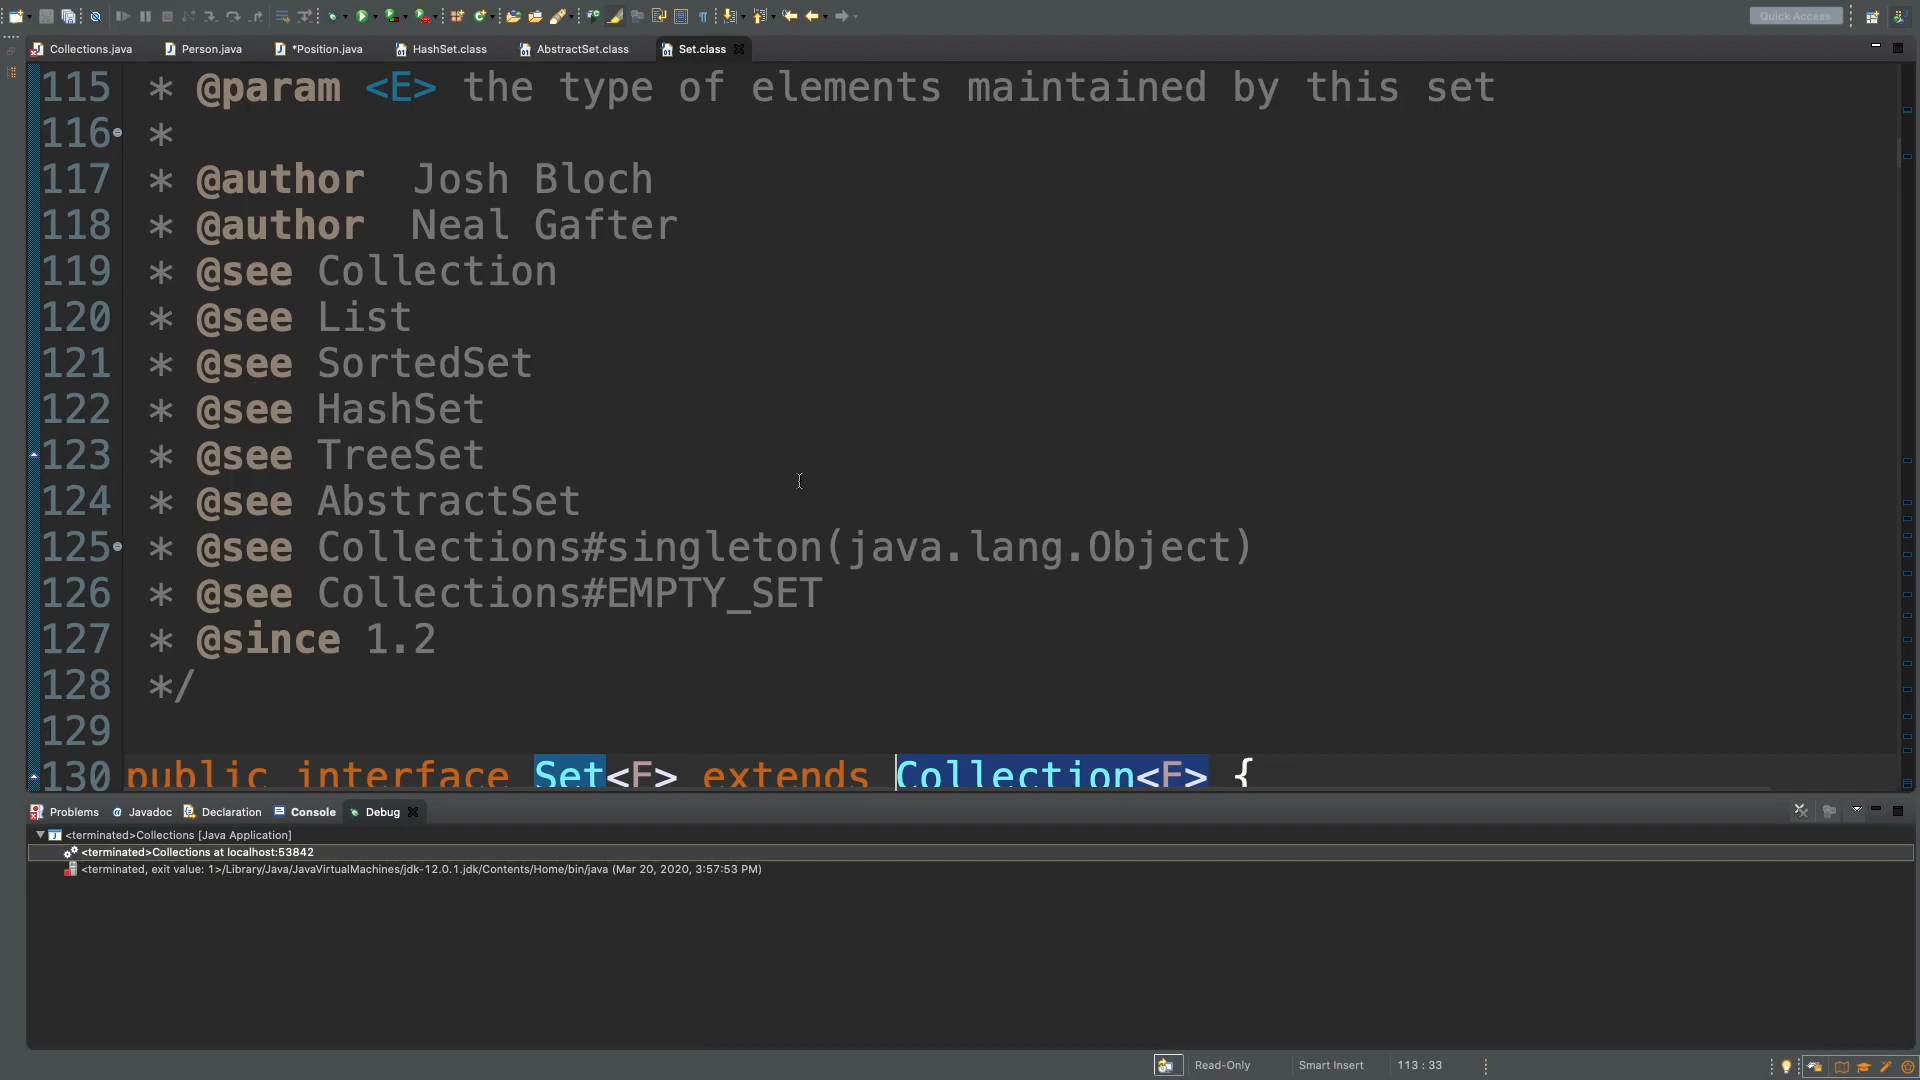 Quick Access
Collections.java Person.java *Position.java HashSet.class AbstractSet.class Set.class
115 * @param <E> the type of elements maintained by this set
116 *
117 * @author Josh Bloch
118 * @author Neal Gafter
119 * @see Collection
120 * @see List
121 * @see SortedSet
122 * @see HashSet
123 * @see TreeSet
124 * @see AbstractSet
125 * @see Collections#singleton(java.lang.Object)
126 * @see Collections#EMPTY_SET
127 * @since 1.2
128 */
129
130 public interface Set<E> extends Collection<E> {
Problems @ Javadoc Declaration Console Debug
<terminated>Collections [Java Application]
<terminated>Collections at localhost:53842
<terminated, exit value: 1>/Library/Java/JavaVirtualMachines/jdk-12.0.1.jdk/Contents/Home/bin/java (Mar 20, 2020, 3:57:53 PM)
Read-Only Smart Insert 113 : 33